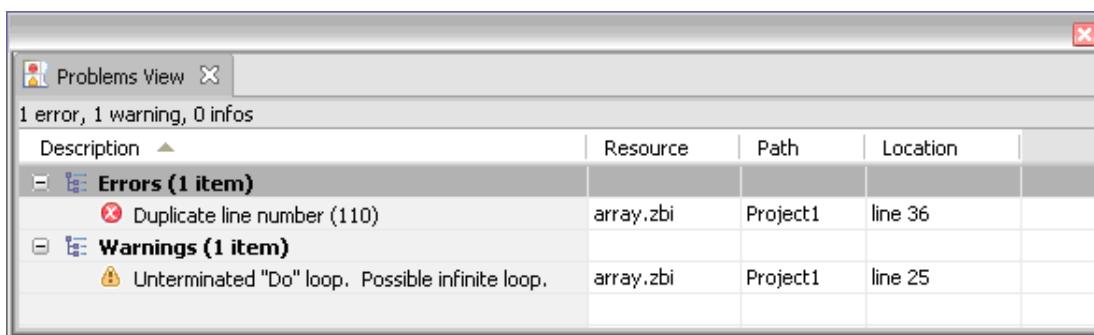 Problems View
1 error, 1 warning, 0 infos
Description Resource Path Location
Errors (1 item)
Duplicate line number (110) array.zbi Project1 line 36
Warnings (1 item)
Unterminated "Do" loop. Possible infinite loop. array.zbi Project1 line 25